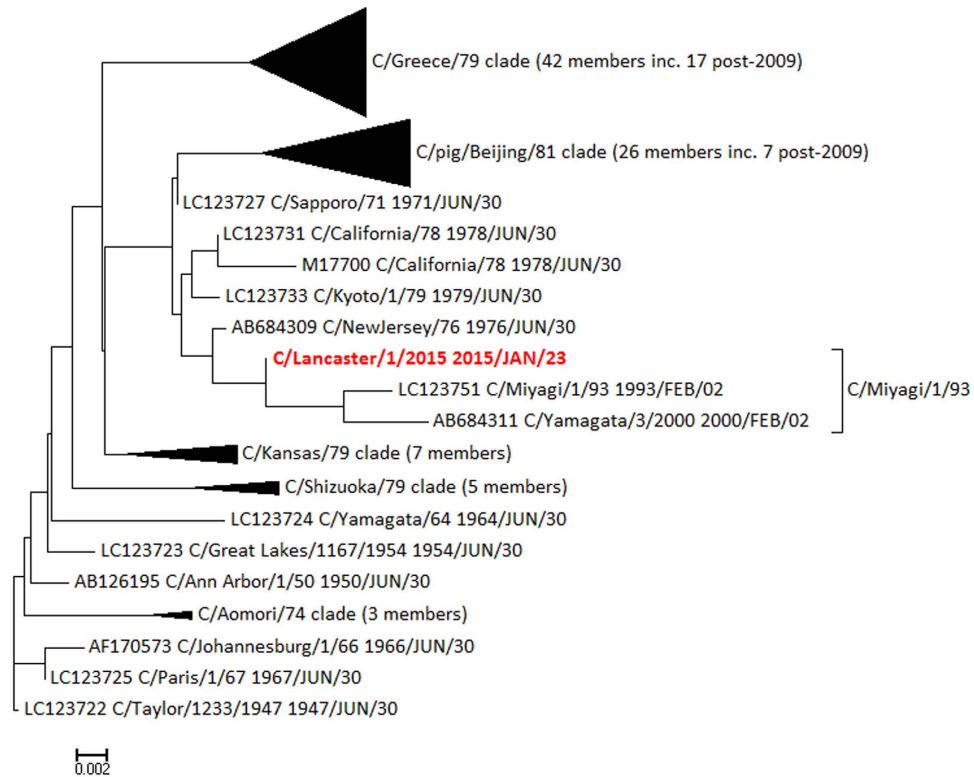 C/Greece/79 clade (42 members inc. 17 post-2009)
C/pig/Beijing/81 clade (26 members inc. 7 post-2009)
LC123727 C/Sapporo/71 1971/JUN/30
LC123731 C/California/78 1978/JUN/30
M17700 C/California/78 1978/JUN/30
LC123733 C/Kyoto/1/79 1979/JUN/30
AB684309 C/NewJersey/76 1976/JUN/30
C/Lancaster/1/2015 2015/JAN/23
LC123751 C/Miyagi/1/93 1993/FEB/02
C/Miyagi/1/93
AB684311 C/Yamagata/3/2000 2000/FEB/02
C/Kansas/79 clade (7 members)
C/Shizuoka/79 clade (5 members)
LC123724 C/Yamagata/64 1964/JUN/30
LC123723 C/Great Lakes/1167/1954 1954/JUN/30
AB126195 C/Ann Arbor/1/50 1950/JUN/30
C/Aomori/74 clade (3 members)
AF170573 C/Johannesburg/1/66 1966/JUN/30
LC123725 C/Paris/1/67 1967/JUN/30
LC123722 C/Taylor/1233/1947 1947/JUN/30
0.002